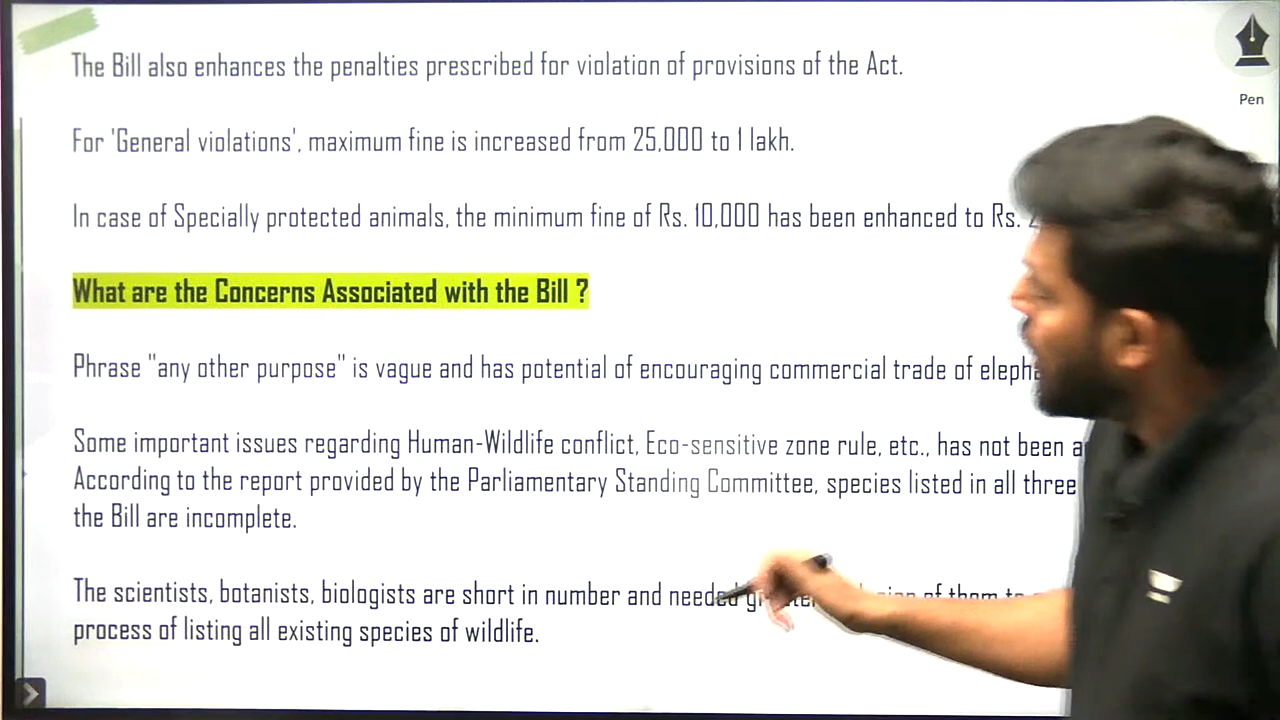 Pen
The Bill also enhances the penalties prescribed for violation of provisions of the Act.
For 'General violations', maximum fine is increased from 25,000 to 1 lakh.
In case of Specially protected animals, the minimum fine of Rs. 10,000 has been enhanced to Rs.
What are the Concerns Associated with the Bill ?
Phrase "any other purpose" is vague and has potential of encouraging commercial trade of
Some important issues regarding Human-Wildlife conflict, Eco-sensitive zone rule, etc., has not been
According to the report provided by the Parliamentary Standing Committee, species listed in all three
the Bill are incomplete.
The scientists, botanists, biologists are short in number and needed of them to
process of listing all existing species of wildlife.